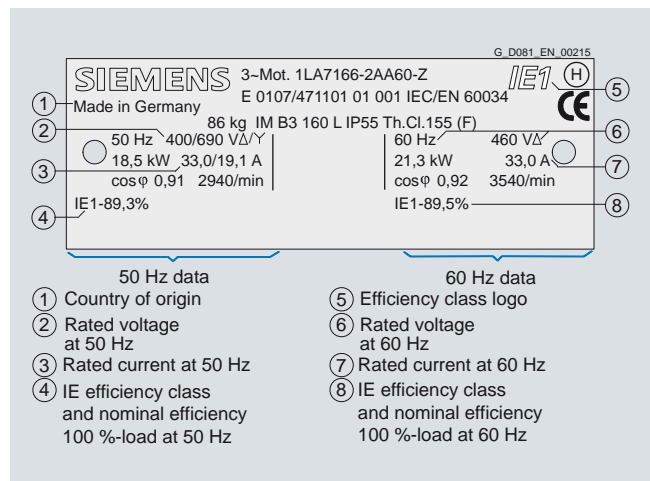 G_D081_EN_00215
SIEMENS 3~Mot. 1LA7166-2AA60-Z IE1 H
E 0107/471101 01 001 IEC/EN 60034
1 Made in Germany CE 5
86 kg IM B3 160 L IP55 Th.Cl.155 (F)
2 50 Hz 400/690 VΔ/Y 60 Hz 460 VΔ 6
18,5 kW 33,0/19,1 A 21,3 kW 33,0 A
3 cosφ 0,91 2940/min cosφ 0,92 3540/min 7
4 IE1-89,3% IE1-89,5% 8
50 Hz data 60 Hz data
1 Country of origin
2 Rated voltage
at 50 Hz
3 Rated current at 50 Hz
4 IE efficiency class
and nominal efficiency
100 %-load at 50 Hz
5 Efficiency class logo
6 Rated voltage
at 60 Hz
7 Rated current at 60 Hz
8 IE efficiency class
and nominal efficiency
100 %-load at 60 Hz